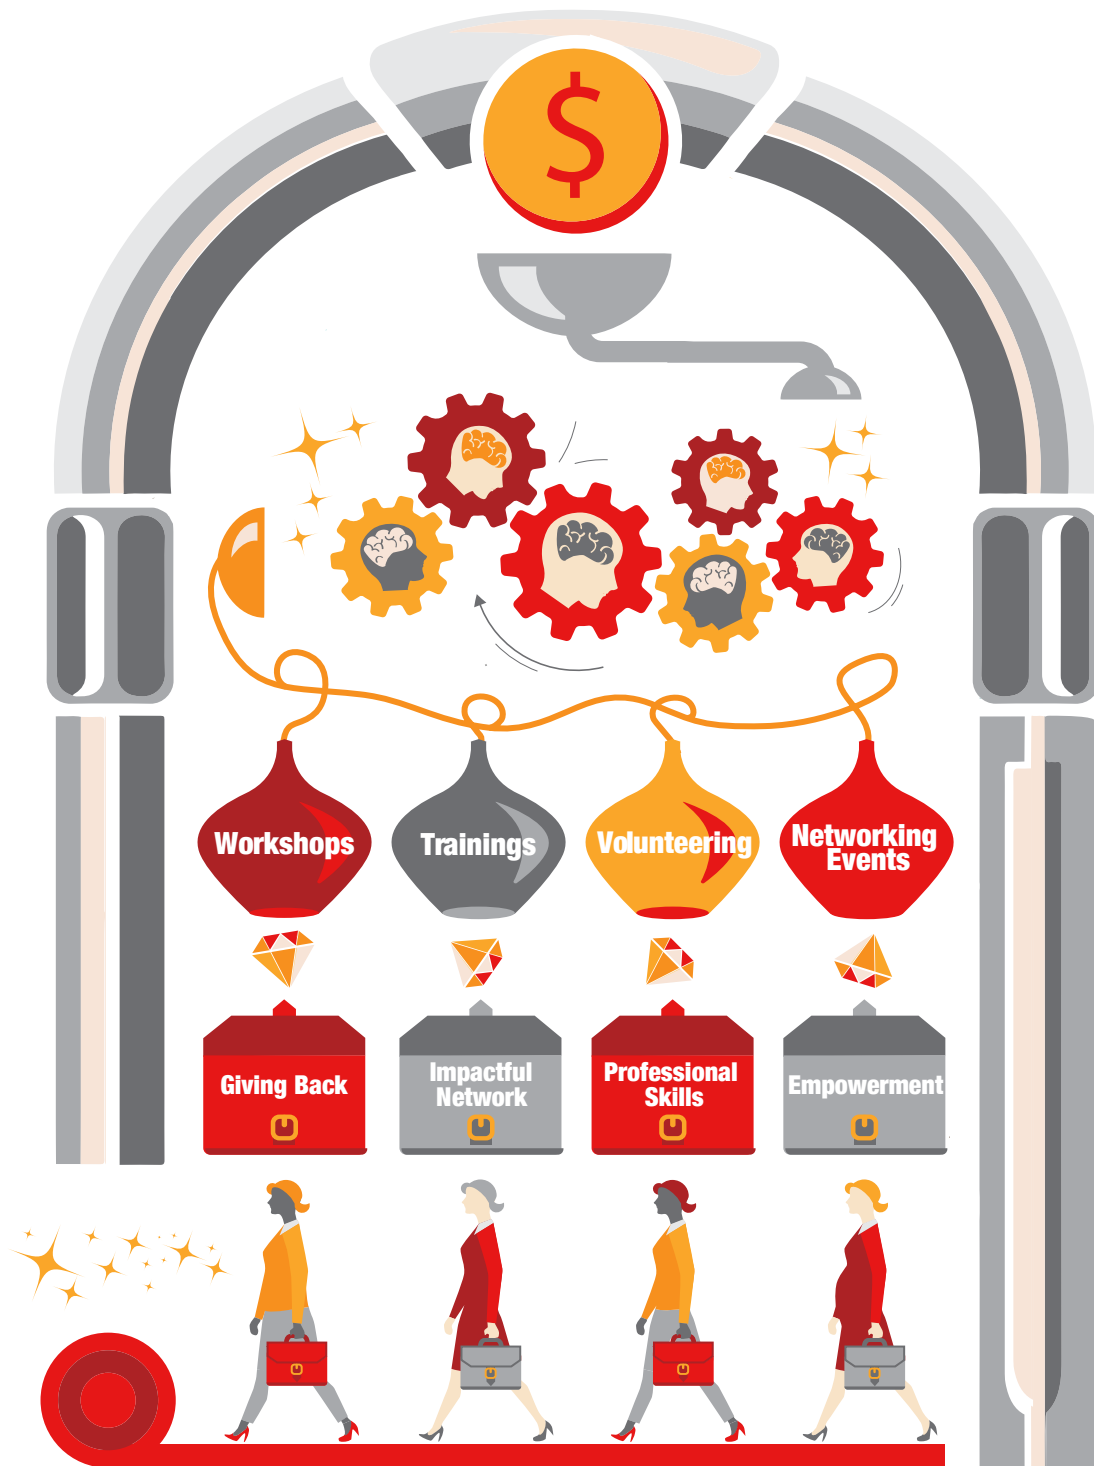 $
Workshops
Trainings
Volunteering
Networking
Events
Giving Back
Impactful
Network
Professional
Skills
Empowerment